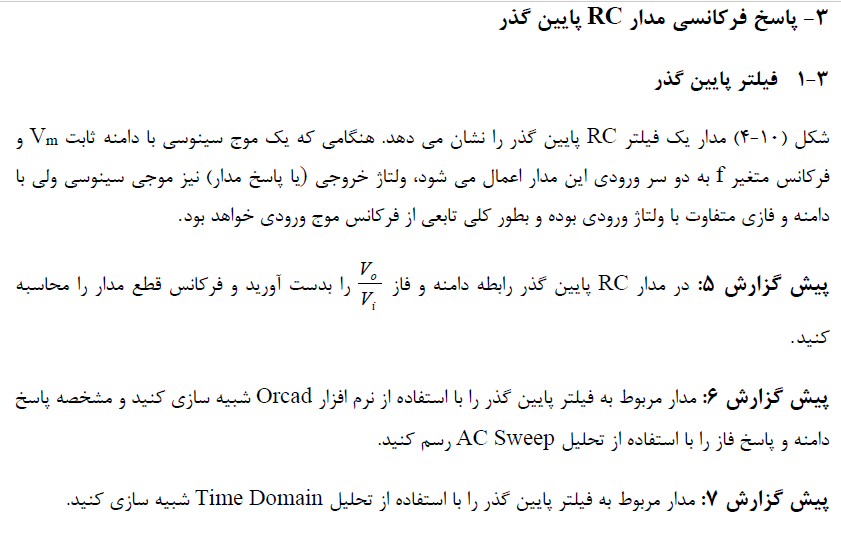 ۳- پاسخ فرکانسی مدار RC پایین گذر
۳-۱ فیلتر پایین گذر
شکل (۱۰-۴) مدار یک فیلتر RC پایین گذر را نشان می دهد. هنگامی که یک موج سینوسی با دامنه ثابت Vm و
فرکانس متغیر f به دو سر ورودی این مدار اعمال می شود، ولتاژ خروجی (یا پاسخ مدار) نیز موجی سینوسی ولی با
دامنه و فازی متفاوت با ولتاژ ورودی بوده و بطور کلی تابعی از فرکانس موج ورودی خواهد بود.
پیش گزارش ۵: در مدار RC پایین گذر رابطه دامنه و فاز Vo/Vi را بدست آورید و فرکانس قطع مدار را محاسبه
کنید.
پیش گزارش ۶: مدار مربوط به فیلتر پایین گذر را با استفاده از نرم افزار Orcad شبیه سازی کنید و مشخصه پاسخ
دامنه و پاسخ فاز را با استفاده از تحلیل AC Sweep رسم کنید.
پیش گزارش ۷: مدار مربوط به فیلتر پایین گذر را با استفاده از تحلیل Time Domain شبیه سازی کنید.